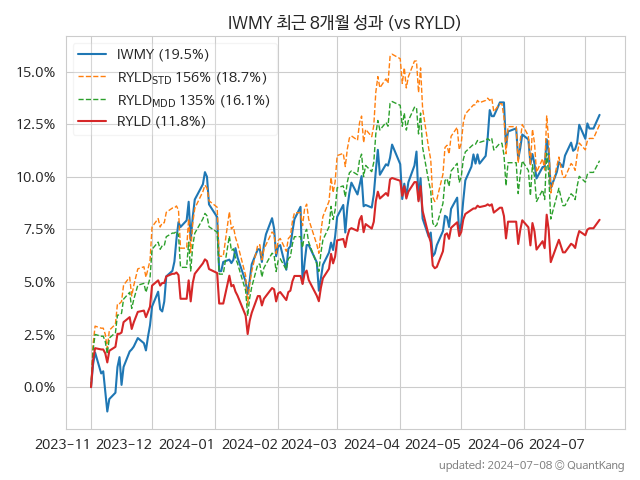 IWMY 최근 8개월 성과 (vs RYLD)
IWMY (19.5%)
RYLD_STD 156% (18.7%)
RYLD_MDD 135% (16.1%)
RYLD (11.8%)
15.0%
12.5%
10.0%
7.5%
5.0%
2.5%
0.0%
2023-11 2023-12 2024-01 2024-02 2024-03 2024-04 2024-05 2024-06 2024-07
updated: 2024-07-08 © QuantKang